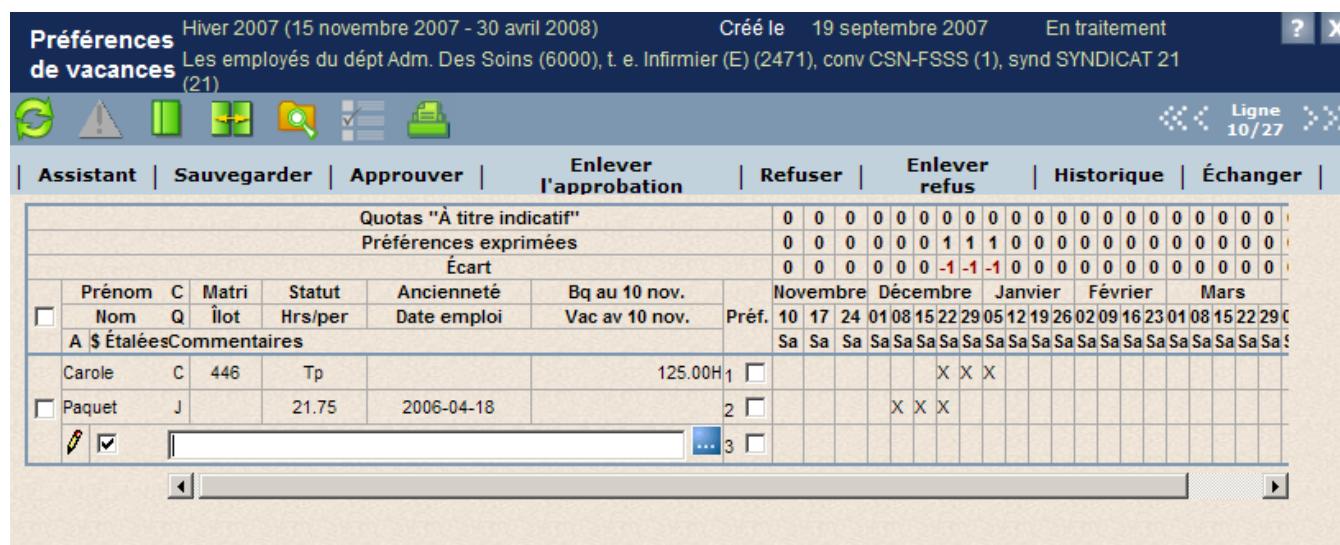 Préférences de vacances
Hiver 2007 (15 novembre 2007 - 30 avril 2008) Créé le 19 septembre 2007 En traitement ? X
Les employés du dépt Adm. Des Soins (6000), t. e. Infirmier (E) (2471), conv CSN-FSSS (1), synd SYNDICAT 21
(21)
Ligne
10/27
| Assistant | Sauvegarder | Approuver | Enlever l'approbation | Refuser | Enlever refus | Historique | Échanger |
Quotas "À titre indicatif" 0 0 0 0 0 0 0 0 0 0 0 0 0 0 0 0 0 0 0 0 0
Préférences exprimées 0 0 0 0 0 0 1 1 1 0 0 0 0 0 0 0 0 0 0 0 0
Écart 0 0 0 0 0 0 -1 -1 -1 0 0 0 0 0 0 0 0 0 0 0 0
Prénom C Matri Statut Ancienneté Bq au 10 nov. Novembre Décembre Janvier Février Mars
Nom Q Îlot Hrs/per Date emploi Vac av 10 nov. Préf. 10 17 24 01 08 15 22 29 05 12 19 26 02 09 16 23 01 08 15 22 29
A $ Étalées Commentaires Sa Sa Sa Sa Sa Sa Sa Sa Sa Sa Sa Sa Sa Sa Sa Sa Sa Sa Sa Sa Sa
Carole C 446 Tp 125.00H 1 X X X
Paquet J 21.75 2006-04-18 2 X X X
... 3